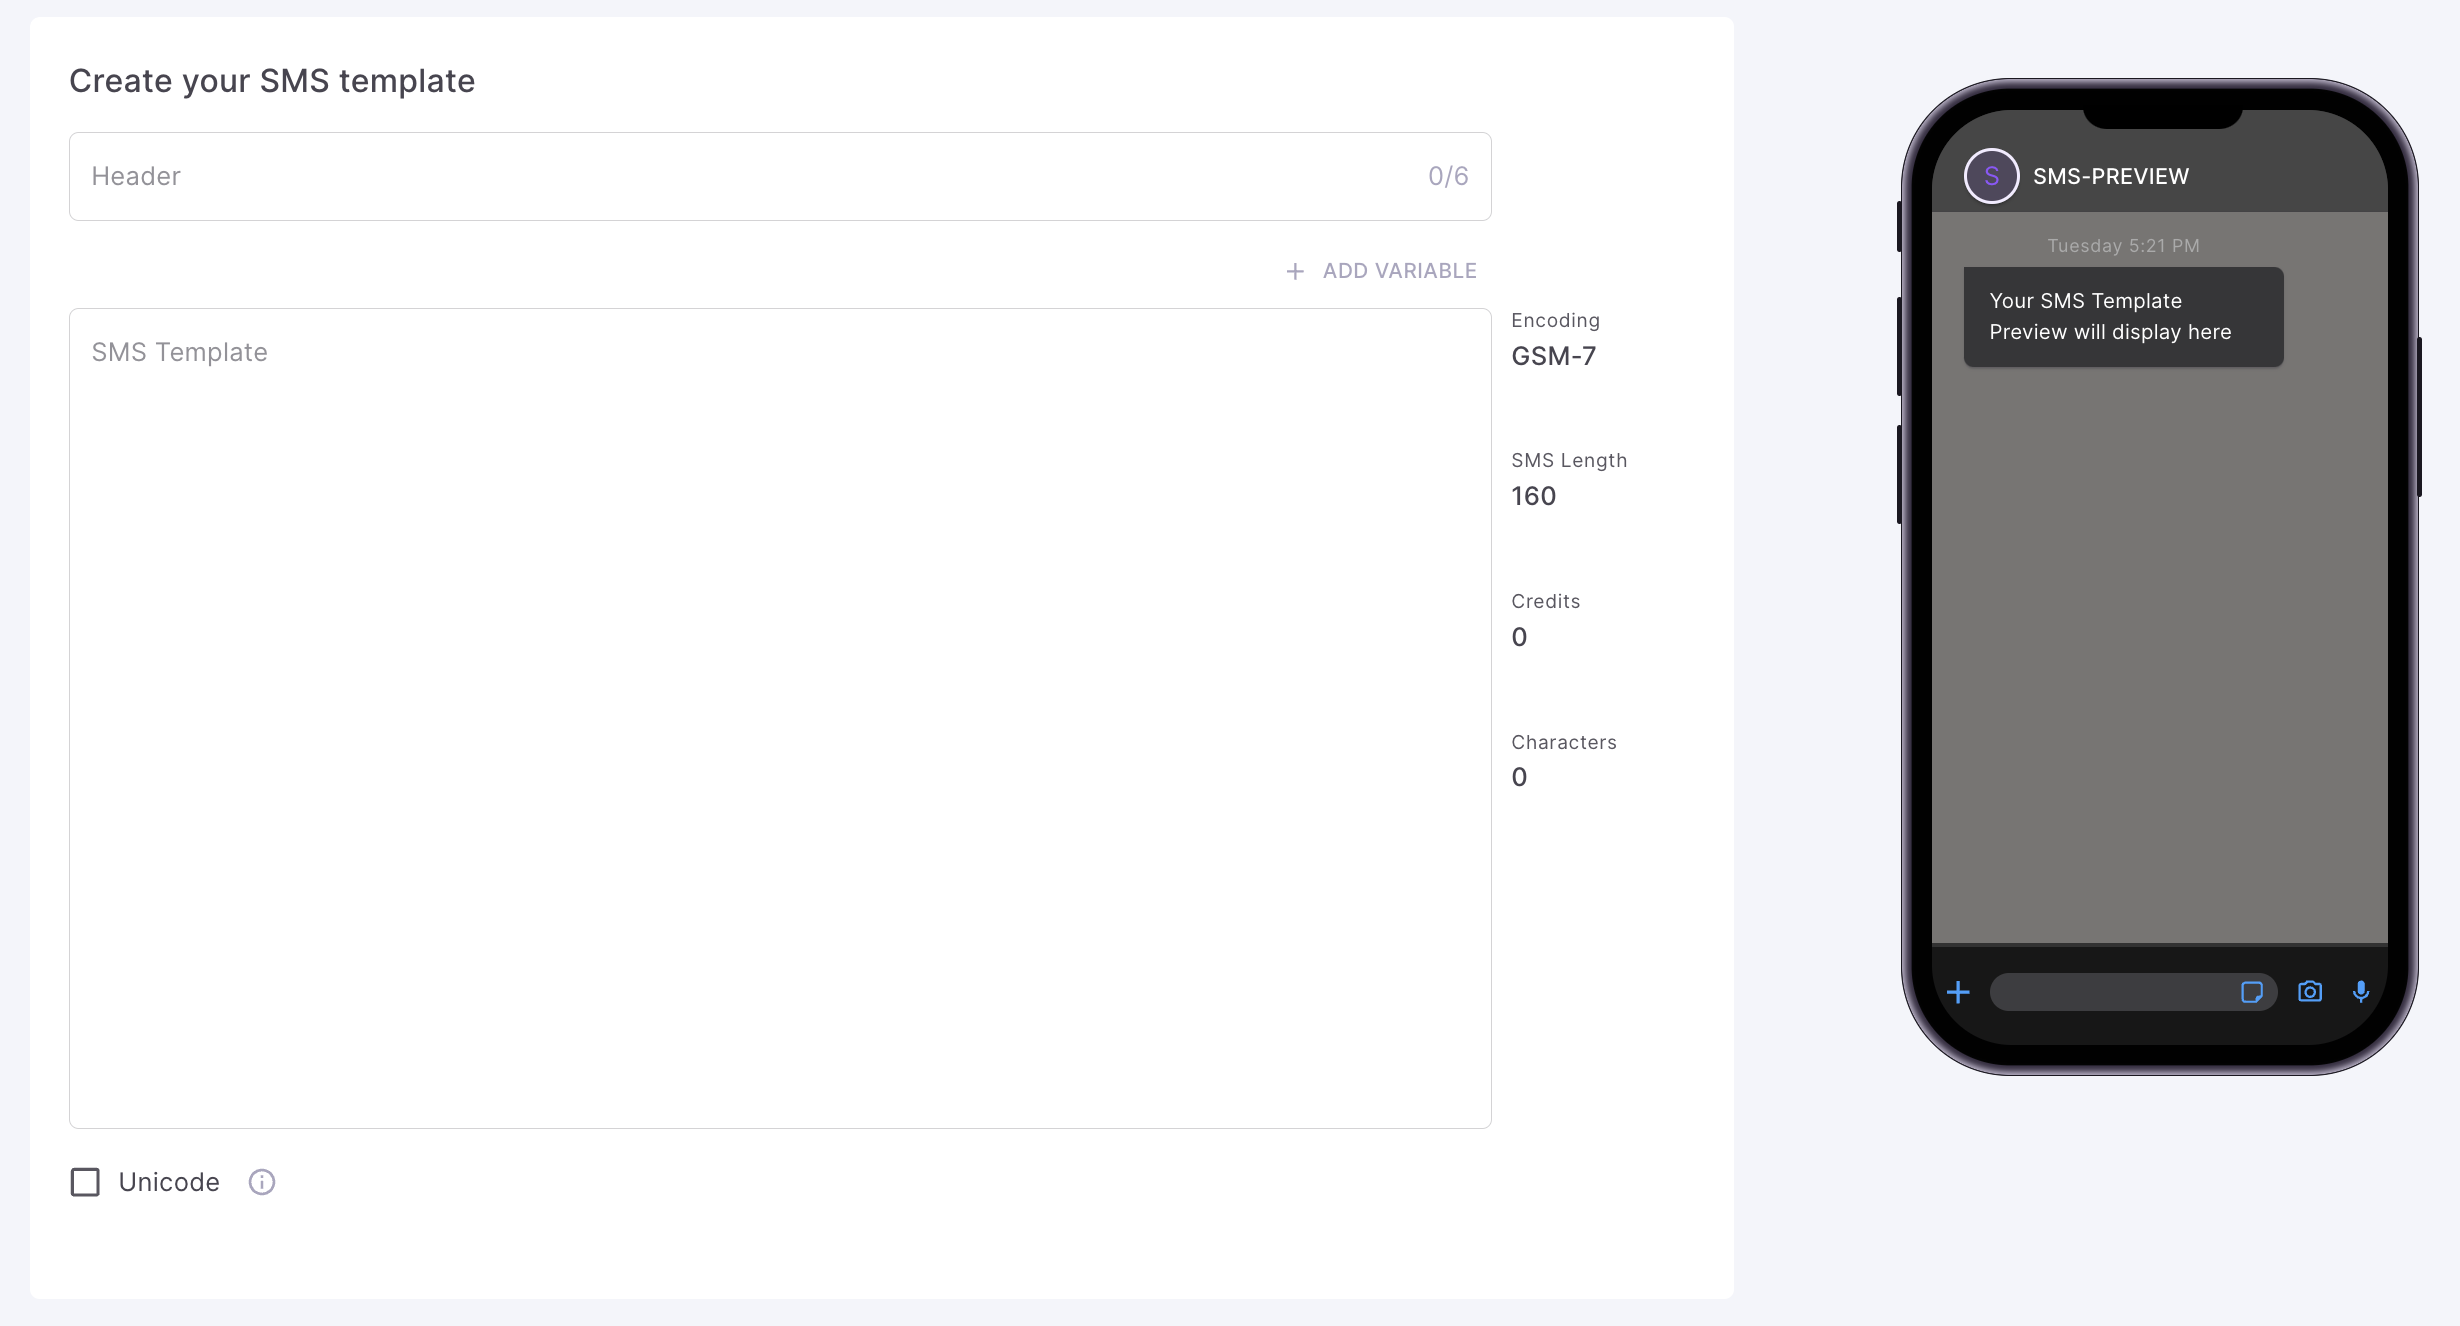 Create your SMS template
Header
0/6
+ ADD VARIABLE
SMS Template
Encoding
GSM-7
SMS Length
160
Credits
0
Characters
0
Unicode
S
SMS-PREVIEW
Tuesday 5:21 PM
Your SMS Template
Preview will display here